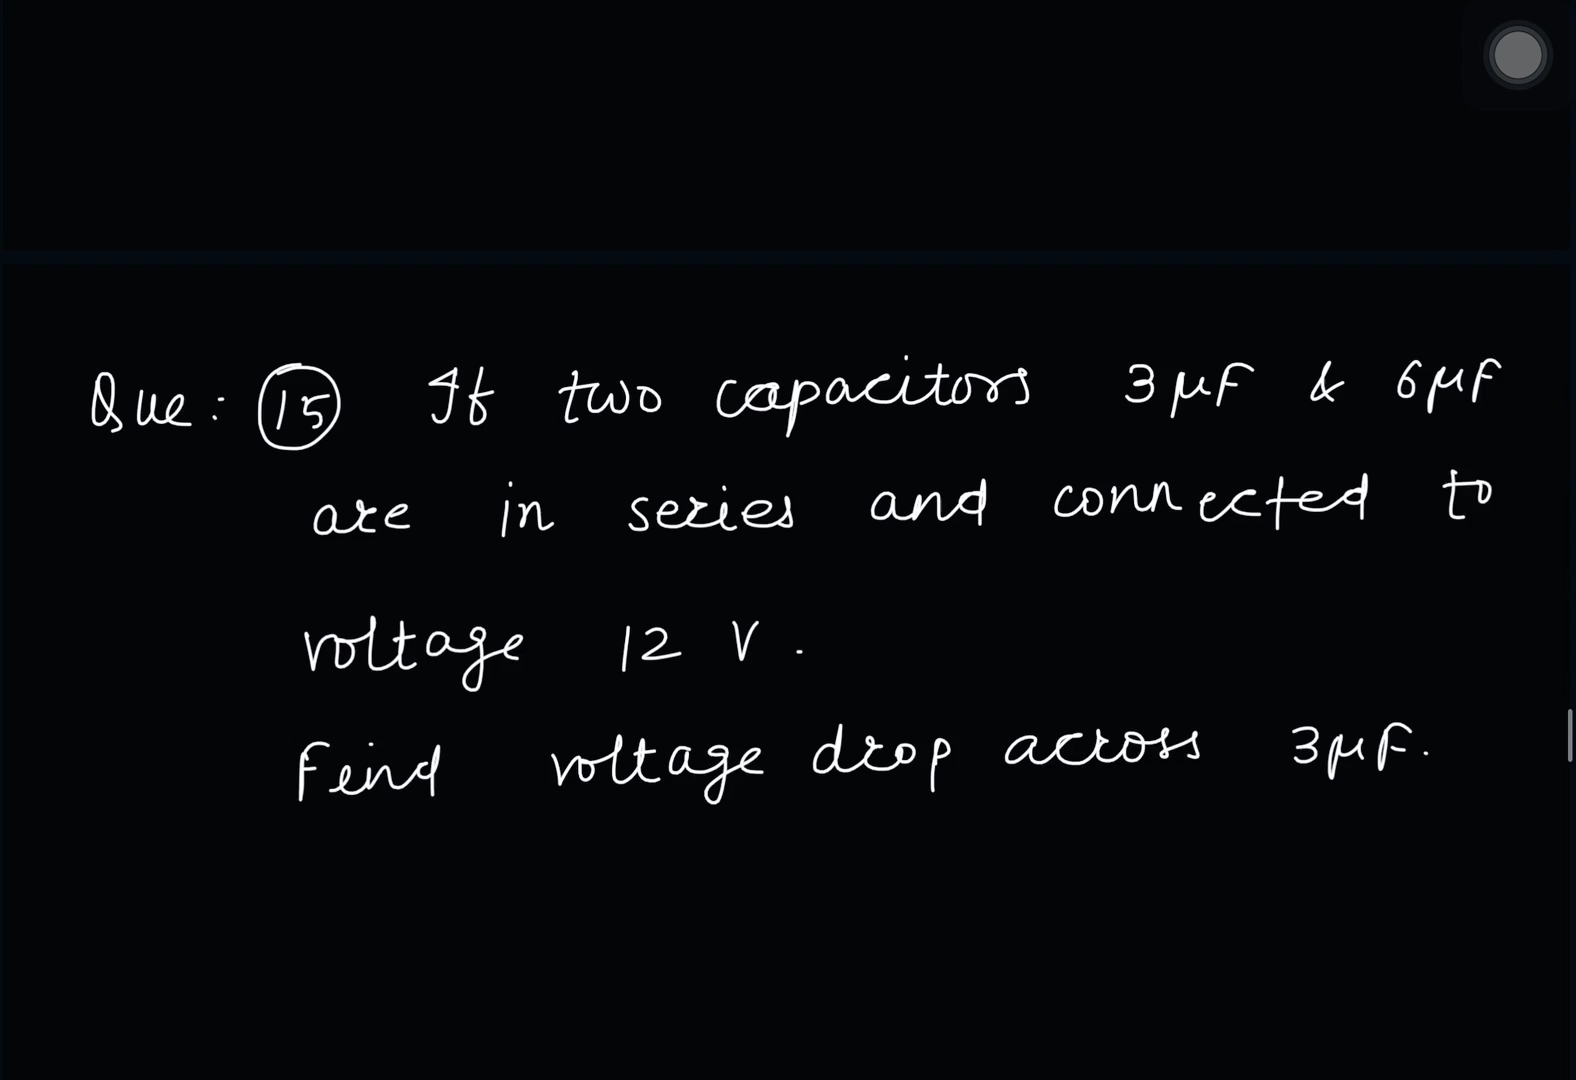 Que: 15 If two capacitors 3 μF & 6μF
are in series and connected to
voltage 12 V.
Find voltage drop across 3μF.